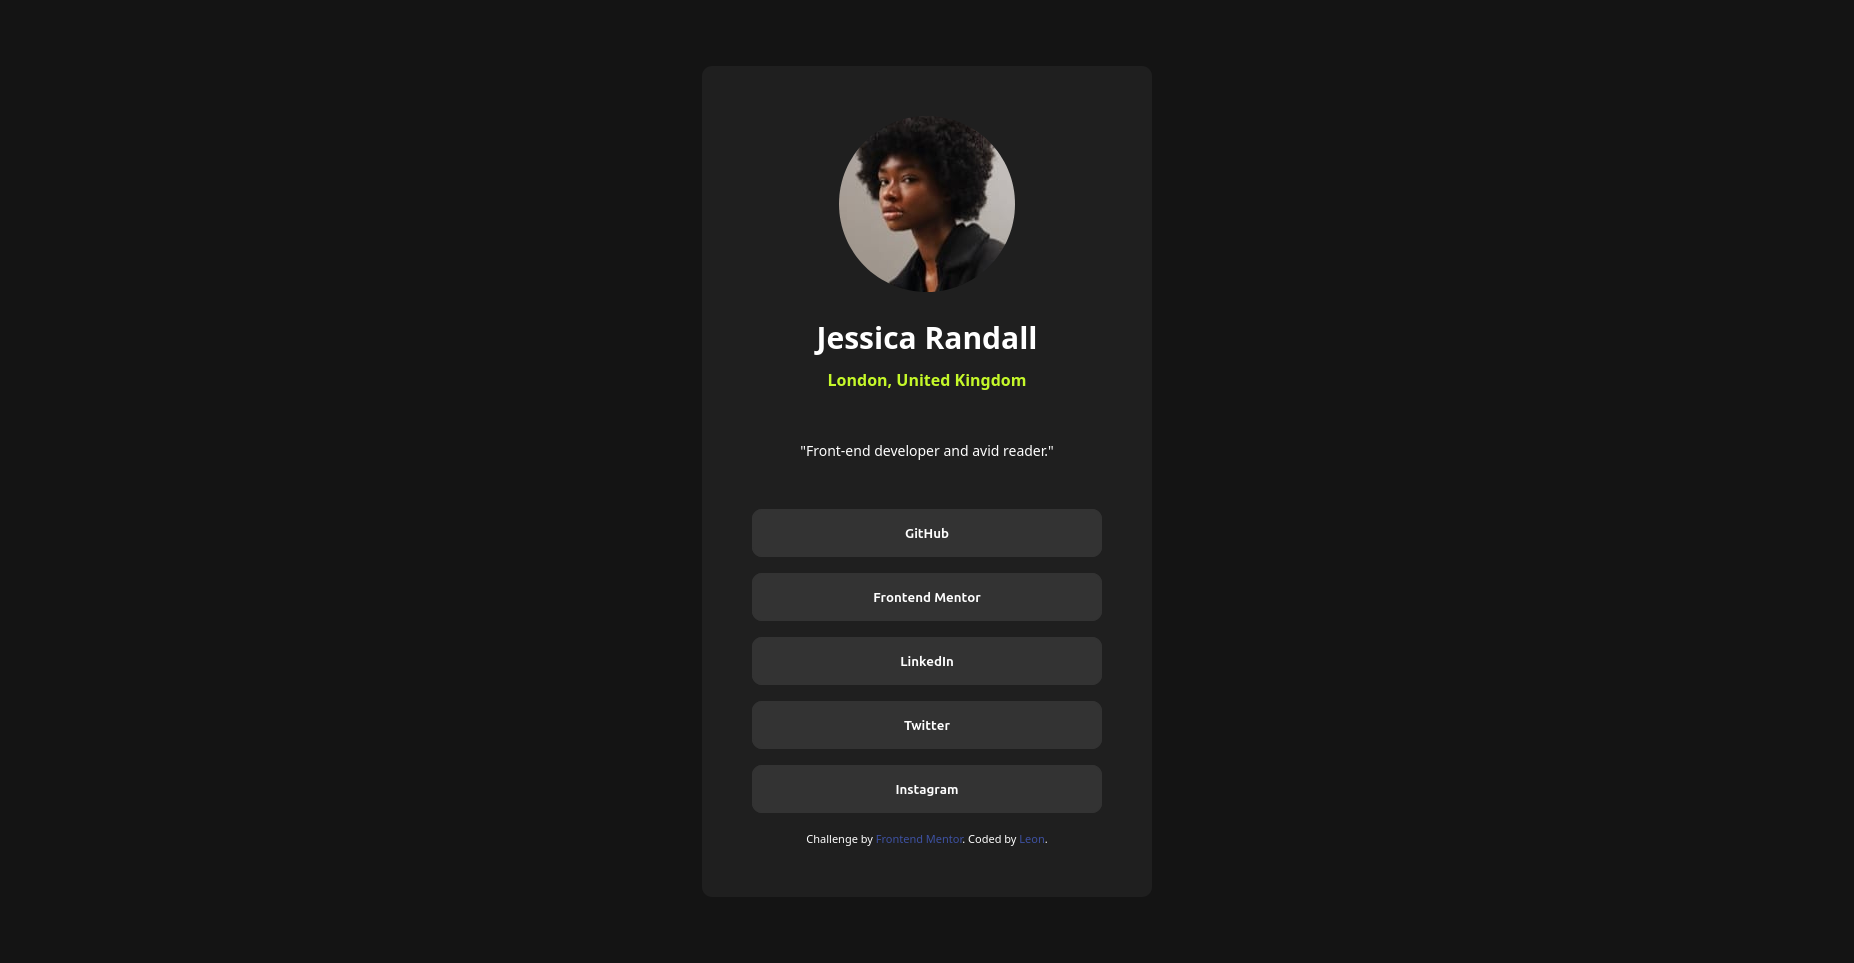 Jessica Randall
London, United Kingdom
"Front-end developer and avid reader."
GitHub
Frontend Mentor
LinkedIn
Twitter
Instagram
Challenge by Frontend Mentor. Coded by Leon.